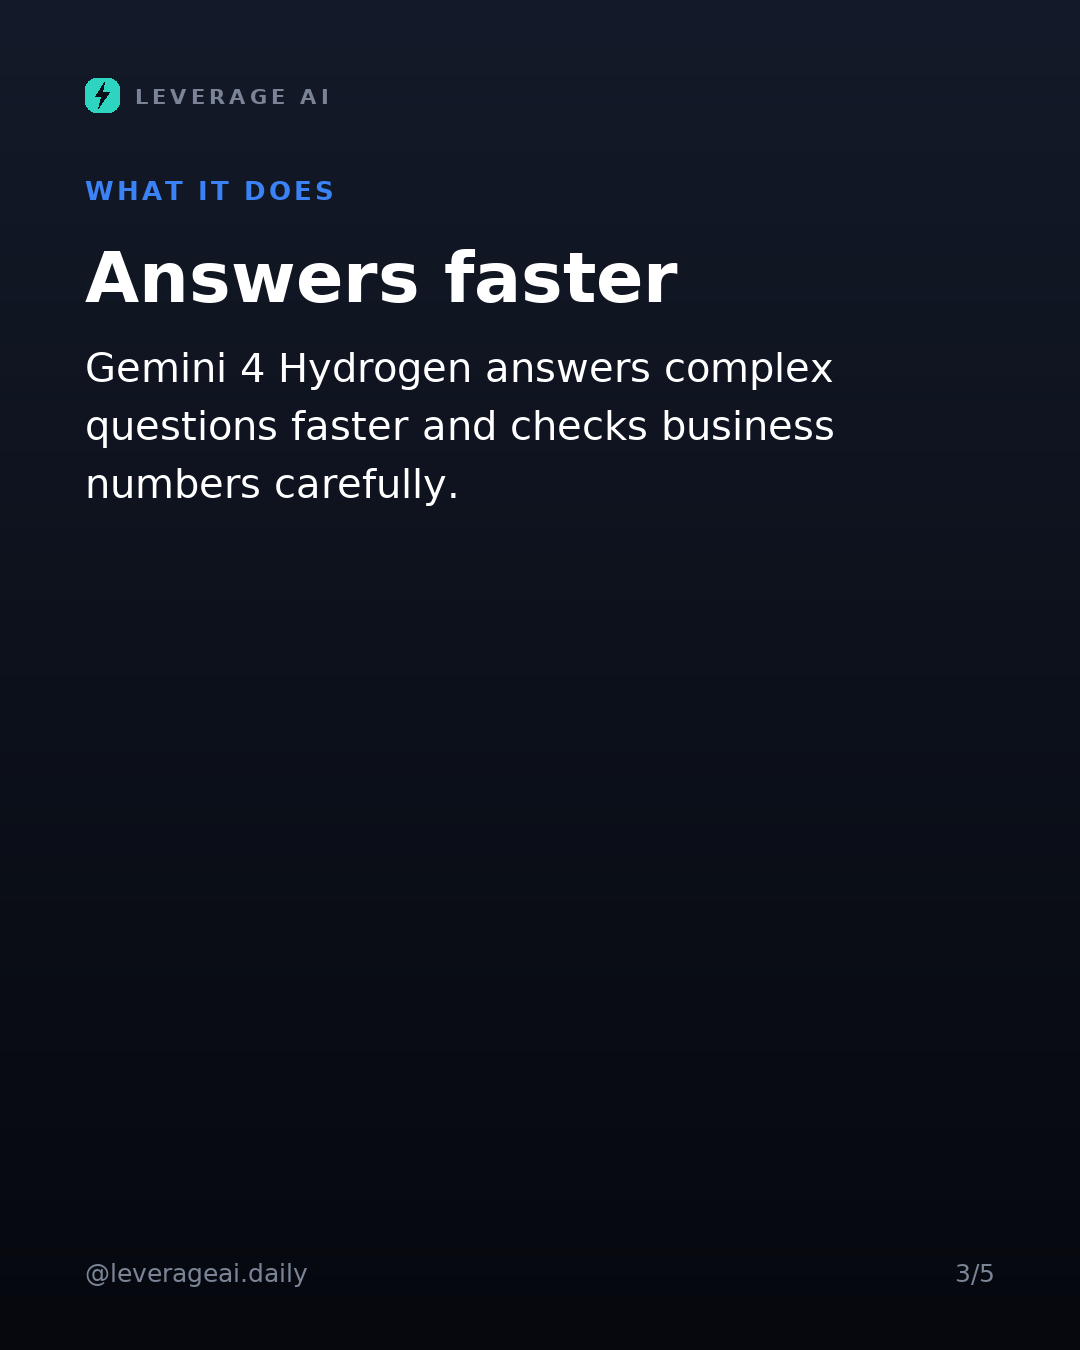 LEVERAGE AI
WHAT IT DOES
Answers faster
Gemini 4 Hydrogen answers complex
questions faster and checks business
numbers carefully.
@leverageai.daily
3/5